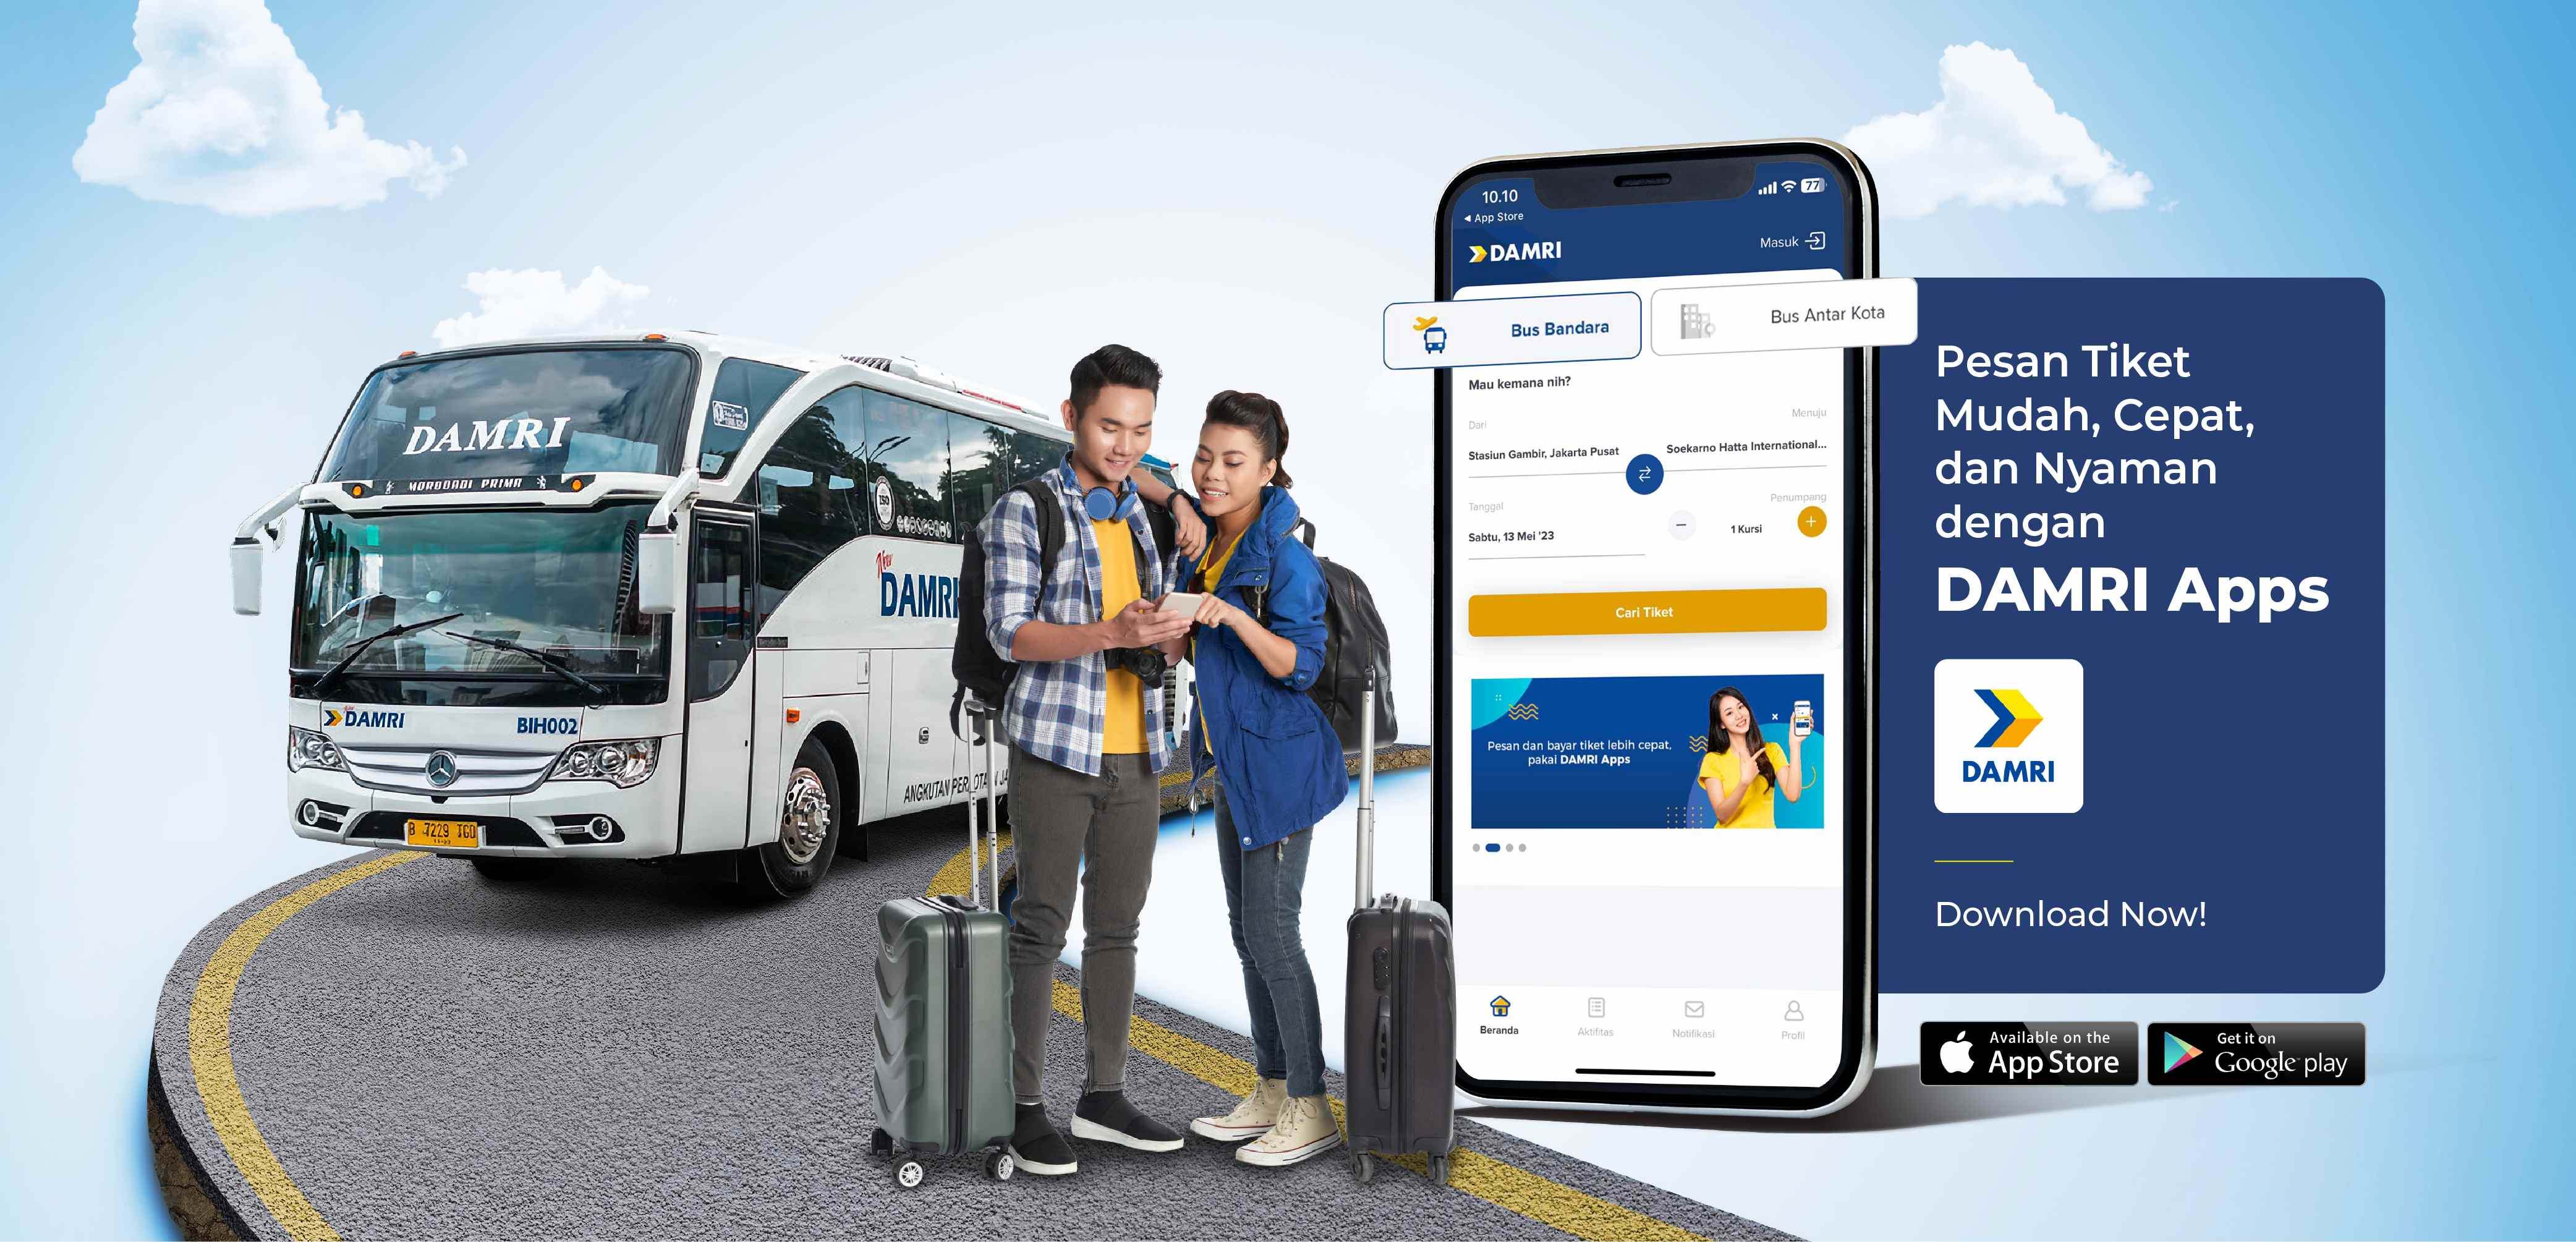 DAMRI
MORODADI PRIMA
ISO
New
DAMRI
DAMRI
BIH002
B 7229 IGD
10.10
77
App Store
DAMRI
Masuk
Bus Bandara
Bus Antar Kota
Mau kemana nih?
Dari
Menuju
Stasiun Gambir, Jakarta Pusat
Soekarno Hatta International...
Tanggal
Penumpang
Sabtu, 13 Mei '23
1 Kursi
Cari Tiket
Pesan dan bayar tiket lebih cepat,
pakai DAMRI Apps
Beranda
Aktifitas
Notifikasi
Profil
Pesan Tiket
Mudah, Cepat,
dan Nyaman
dengan
DAMRI Apps
DAMRI
Download Now!
Available on the
App Store
Get it on
Google play